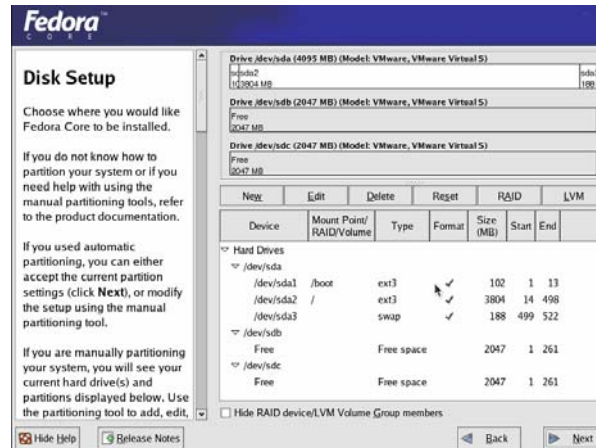 Fedora™
CORE
Disk Setup
Choose where you would like
Fedora Core to be installed.
If you do not know how to
partition your system or if you
need help with using the
manual partitioning tools, refer
to the product documentation.
If you used automatic
partitioning, you can either
accept the current partition
settings (click Next), or modify
the setup using the manual
partitioning tool.
If you are manually partitioning
your system, you will see your
current hard drive(s) and
partitions displayed below. Use
the partitioning tool to add, edit,
Drive /dev/sda (4095 MB) (Model: VMware, VMware Virtual S)
sda2
3804 MB
sda
188
Drive /dev/sdb (2047 MB) (Model: VMware, VMware Virtual S)
Free
2047 MB
Drive /dev/sdc (2047 MB) (Model: VMware, VMware Virtual S)
Free
2047 MB
New Edit Delete Reset RAID LVM
Device Mount Point/ RAID/Volume Type Format Size (MB) Start End
Hard Drives
/dev/sda
/dev/sda1 /boot ext3 ✓ 102 1 13
/dev/sda2 / ext3 ✓ 3804 14 498
/dev/sda3 swap ✓ 188 499 522
/dev/sdb
Free Free space 2047 1 261
/dev/sdc
Free Free space 2047 1 261
Hide RAID device/LVM Volume Group members
Hide Help Release Notes Back Next